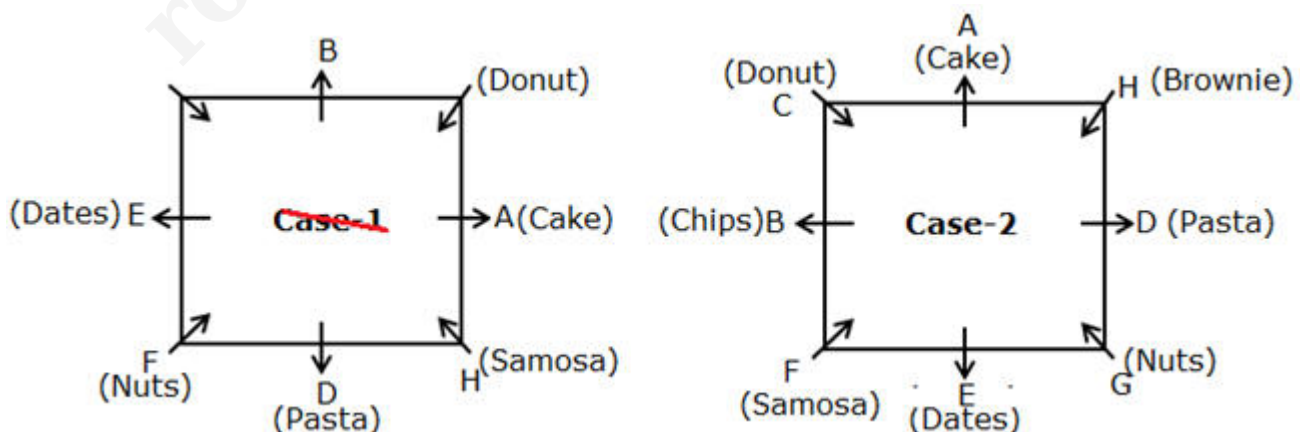 B
(Donut)
(Dates) E
Case-1
A(Cake)
F
(Nuts)
D
(Pasta)
H
(Samosa)
A
(Cake)
(Donut)
C
H (Brownie)
(Chips)B
Case-2
D (Pasta)
F
(Samosa)
E
(Dates)
G
(Nuts)